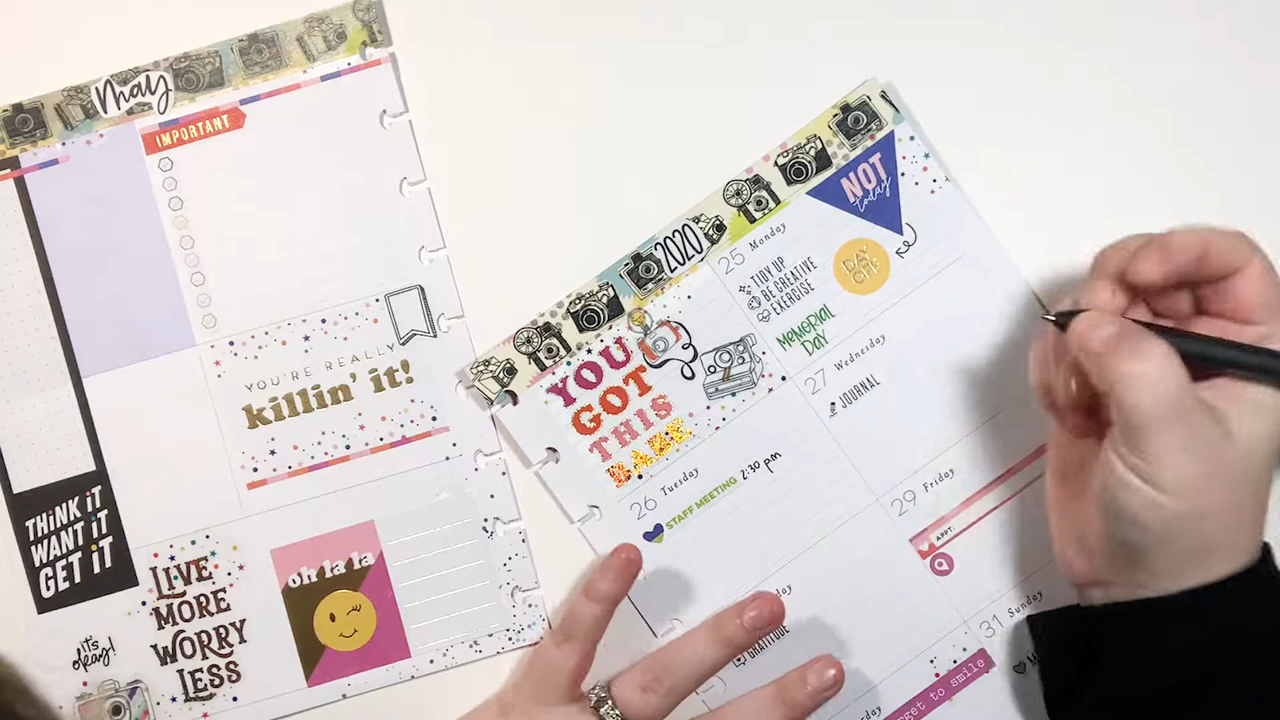 may
IMPORTANT
YOU'RE REALLY
killin' it!
THINK IT
WANT IT
GET IT
LIVE
MORE
WORRY
LESS
it's
okay!
oh la la
2020
YOU
GOT
THIS
BABE
25 Monday
NOT
today
TIDY UP
BE CREATIVE
EXERCISE
DAY
OFF
MEMORIAL
DAY
26 Tuesday
STAFF MEETING 2:30 pm
27 Wednesday
JOURNAL
GRATITUDE
29 Friday
APPT.
31 Sunday
to smile